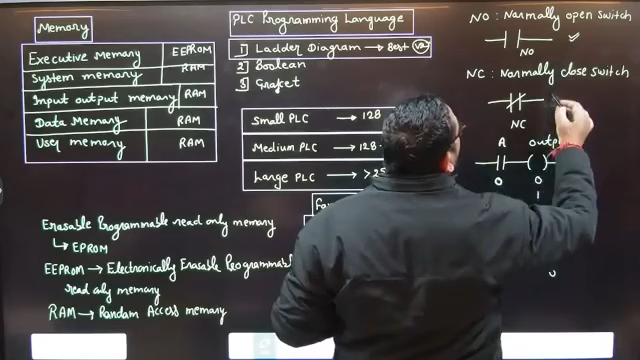 Memory
Executive Memory EEPROM
System memory RAM
Input output memory RAM
Data Memory RAM
User memory RAM
Erasable Programmable read only memory
↳ EPROM
EEPROM → Electronically Erasable Programmable
read only memory
RAM → Random Access memory
PLC Programming Language
1) Ladder Diagram → Best
2) Boolean
3) Grafcet
Small PLC → 128
Medium PLC → 128
Large PLC → >25
NO: Normally open switch
NO
NC: Normally close switch
NC
A outp
0 0
1